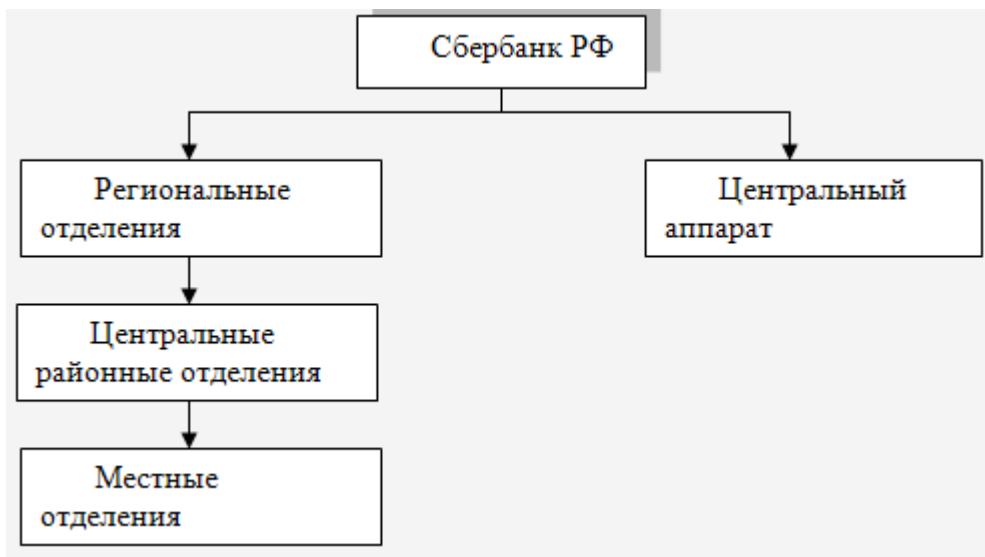 Сбербанк РФ
Региональные
отделения
Центральный
аппарат
Центральные
районные отделения
Местные
отделения